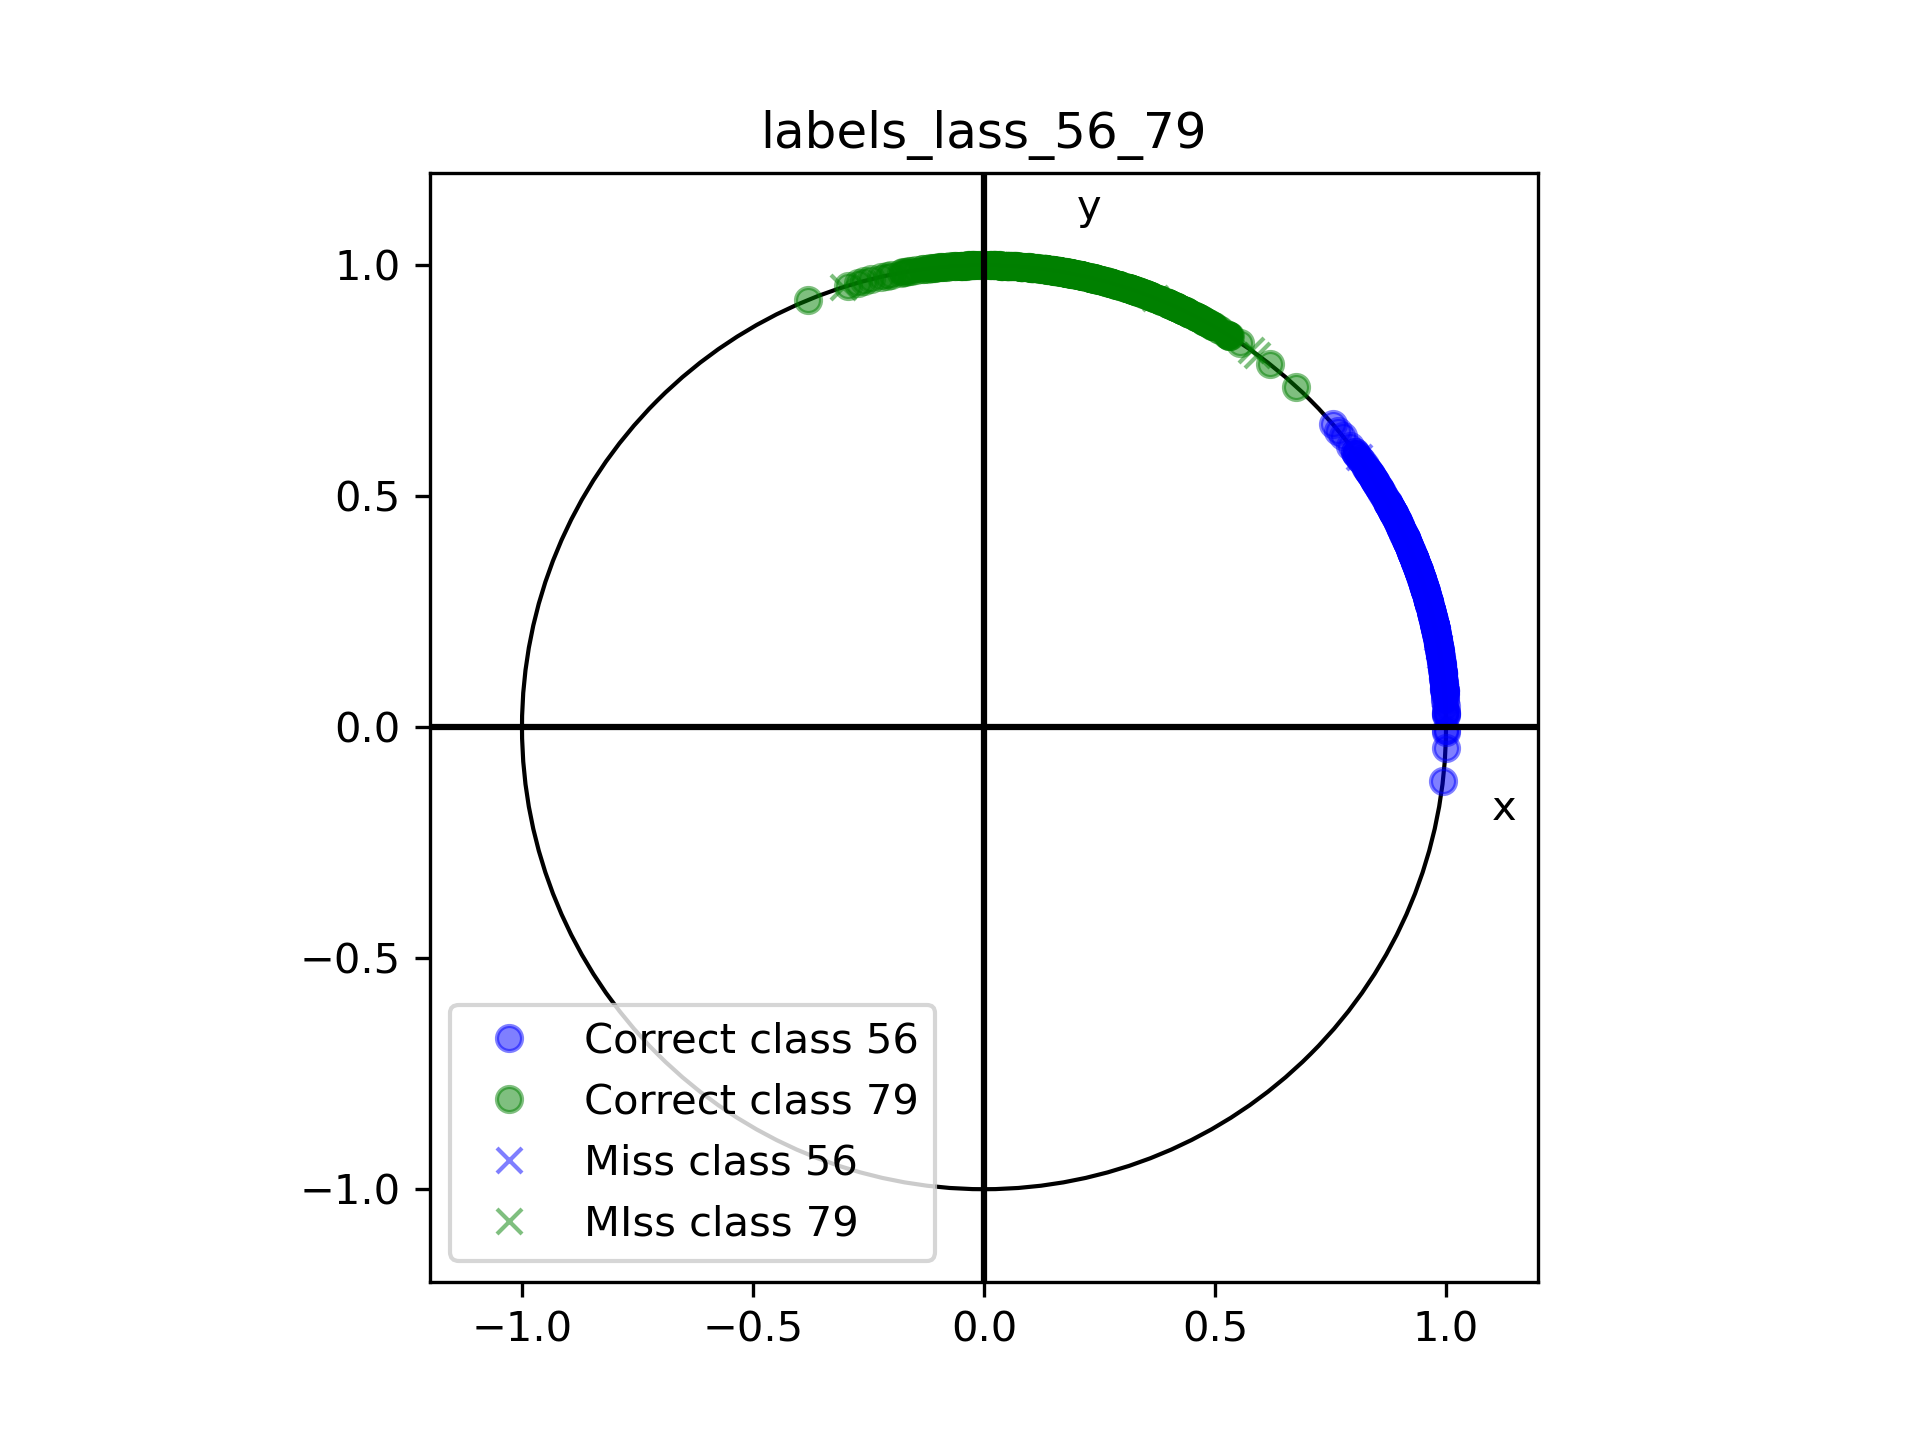 labels_lass_56_79
y
1.0
0.5
0.0
−0.5
−1.0
x
Correct class 56
Correct class 79
Miss class 56
MIss class 79
−1.0 −0.5 0.0 0.5 1.0